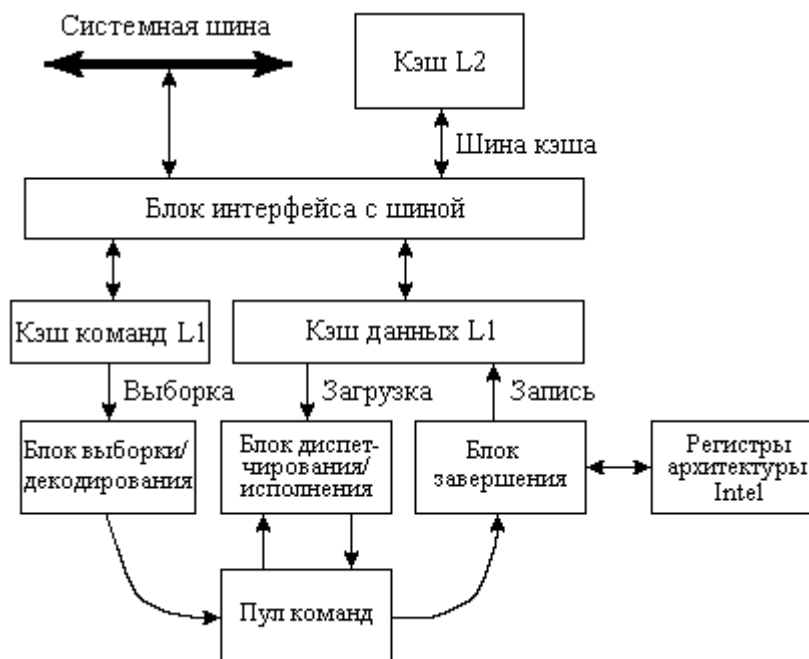 Системная шина
Кэш L2
Шина кэша
Блок интерфейса с шиной
Кэш команд L1
Кэш данных L1
Выборка
Загрузка
Запись
Блок выборки/
декодирования
Блок диспет-
чирования/
исполнения
Блок
завершения
Регистры
архитектуры
Intel
Пул команд